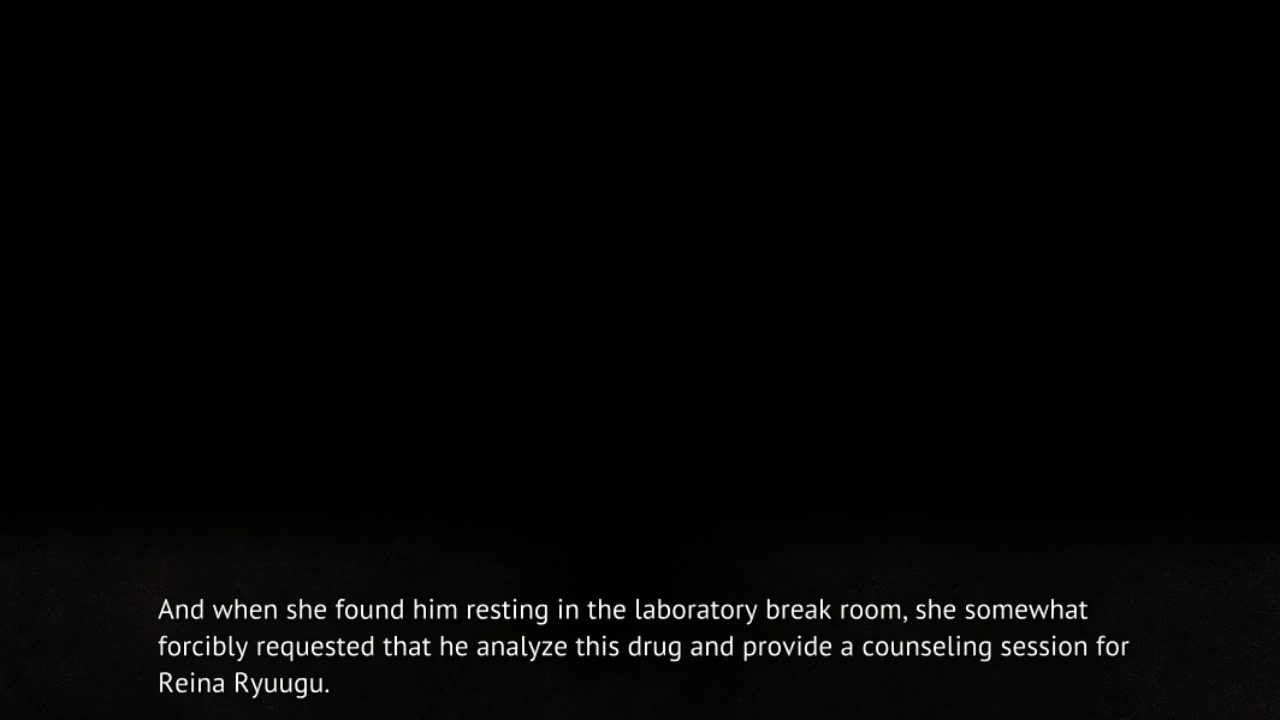 And when she found him resting in the laboratory break room, she somewhat
forcibly requested that he analyze this drug and provide a counseling session for
Reina Ryuugu.